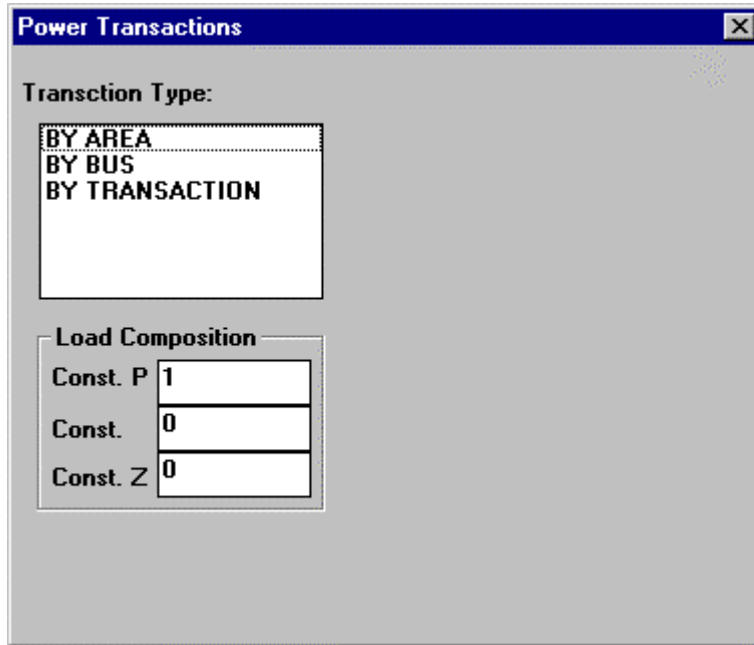 Power Transactions
Transction Type:
BY AREA
BY BUS
BY TRANSACTION
Load Composition
Const. P 1
Const. 0
Const. Z 0